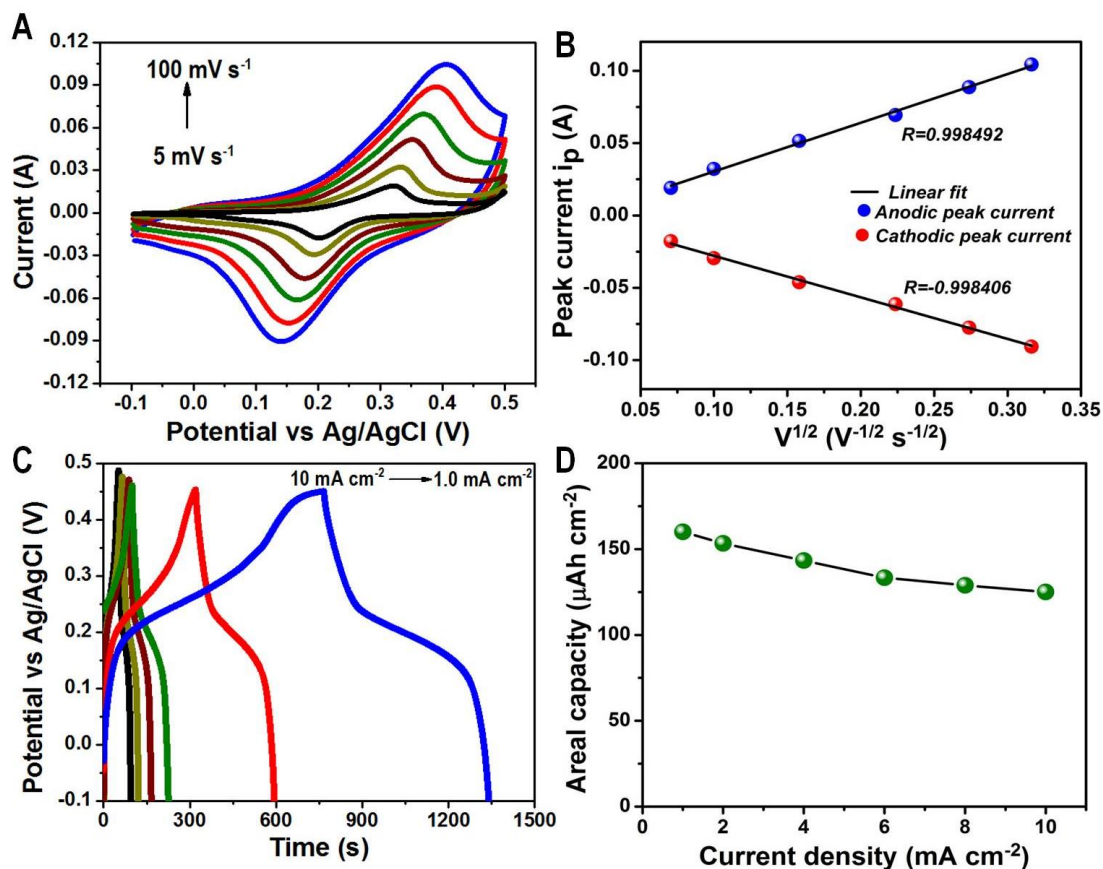 A
0.12
0.09
0.06
0.03
0.00
-0.03
-0.06
-0.09
-0.12
Current (A)
100 mV s⁻¹
5 mV s⁻¹
-0.1 0.0 0.1 0.2 0.3 0.4 0.5
Potential vs Ag/AgCl (V)
B
0.10
0.05
0.00
-0.05
-0.10
Peak current iₚ (A)
R=0.998492
Linear fit
Anodic peak current
Cathodic peak current
R=-0.998406
0.05 0.10 0.15 0.20 0.25 0.30 0.35
V¹ᐟ² (V⁻¹ᐟ² s⁻¹ᐟ²)
C
0.5
0.4
0.3
0.2
0.1
0.0
-0.1
Potential vs Ag/AgCl (V)
10 mA cm⁻² 1.0 mA cm⁻²
0 300 600 900 1200 1500
Time (s)
D
200
150
100
50
0
Areal capacity (µAh cm⁻²)
0 2 4 6 8 10
Current density (mA cm⁻²)